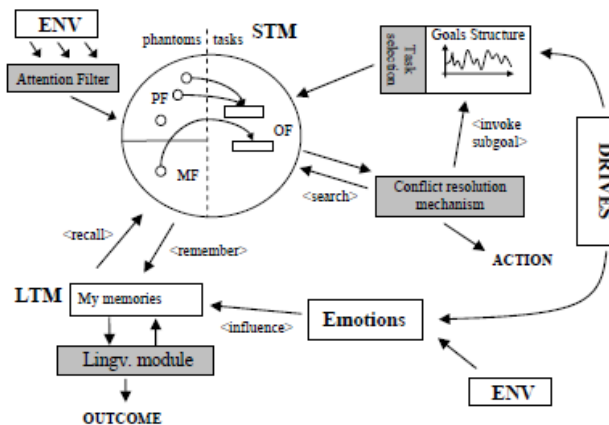 ENV
phantoms
tasks
STM
Attention Filter
PF
OF
MF
Task
selection
Goals Structure
<invoke
subgoal>
DRIVES
<search>
Conflict resolution
mechanism
ACTION
<recall>
<remember>
LTM
My memories
<influence>
Emotions
Lingv. module
ENV
OUTCOME